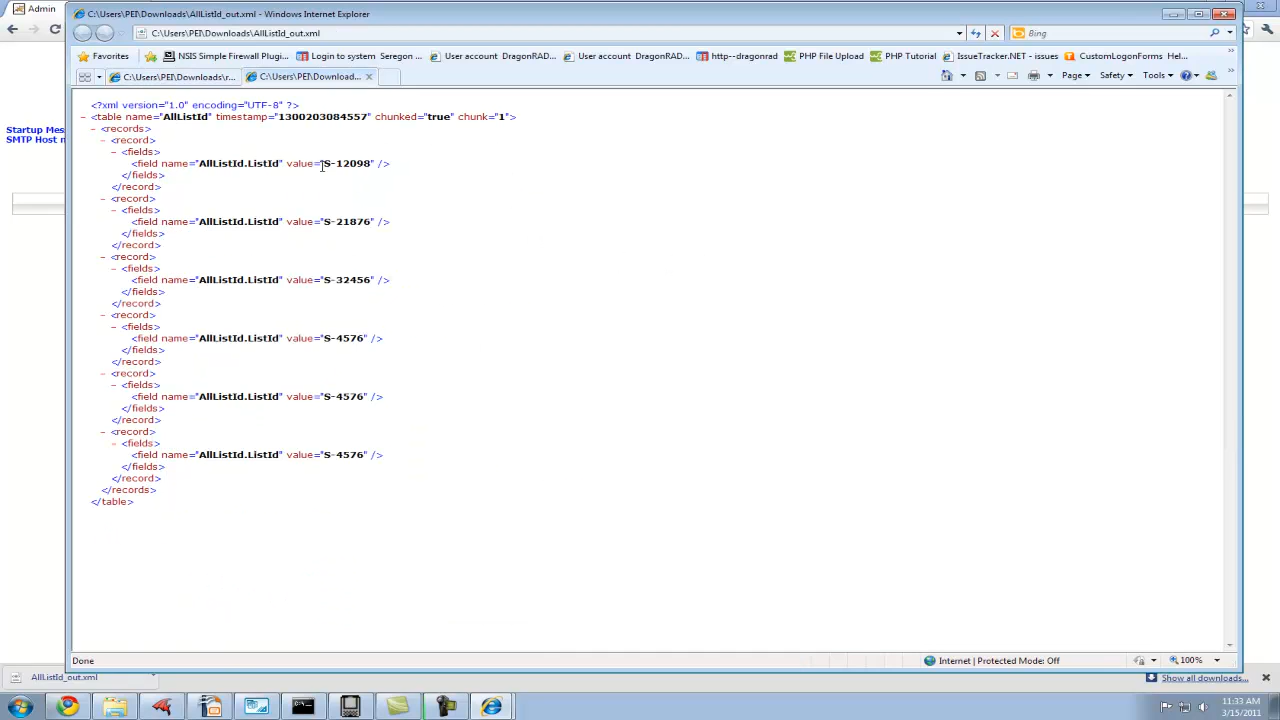 Admin
C:\Users\PEI\Downloads\AllListId_out.xml - Windows Internet Explorer
C:\Users\PEI\Downloads\AllListId_out.xml
Bing
Favorites
NSIS Simple Firewall Plugin...
Login to system Seregon ...
User account DragonRAD...
User account DragonRAD...
http--dragonrad
PHP File Upload
PHP Tutorial
IssueTracker.NET - issues
CustomLogonForms Hel...
C:\Users\PEI\Downloads\r...
C:\Users\PEI\Download...
Page
Safety
Tools
Startup Mes
SMTP Host n
<?xml version="1.0" encoding="UTF-8" ?>
- <table name="AllListId" timestamp="1300203084557" chunked="true" chunk="1">
- <records>
- <record>
- <fields>
<field name="AllListId.ListId" value="S-12098" />
</fields>
</record>
- <record>
- <fields>
<field name="AllListId.ListId" value="S-21876" />
</fields>
</record>
- <record>
- <fields>
<field name="AllListId.ListId" value="S-32456" />
</fields>
</record>
- <record>
- <fields>
<field name="AllListId.ListId" value="S-4576" />
</fields>
</record>
- <record>
- <fields>
<field name="AllListId.ListId" value="S-4576" />
</fields>
</record>
- <record>
- <fields>
<field name="AllListId.ListId" value="S-4576" />
</fields>
</record>
</records>
</table>
Done
Internet | Protected Mode: Off
100%
AllListId_out.xml
Show all downloads...
11:33 AM
3/15/2011